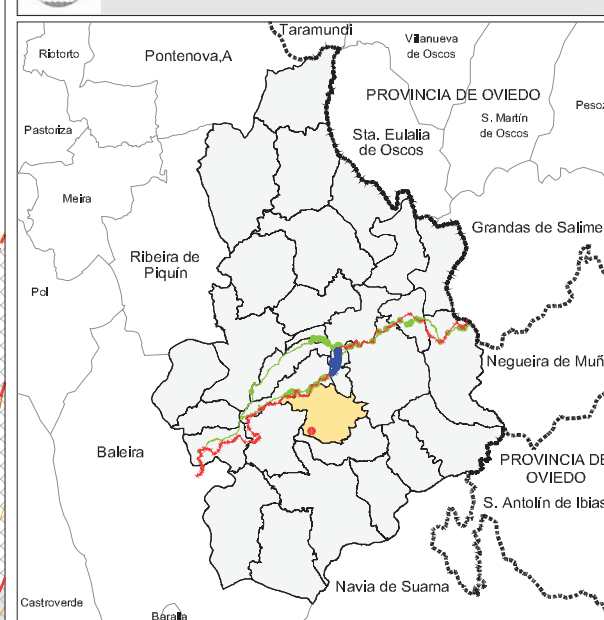 Taramundi
Riotorto
Pontenova,A
Villanueva
de Oscos
PROVINCIA DE OVIEDO
S. Martín
de Oscos
Pesoz
Pastoriza
Sta. Eulalia
de Oscos
Meira
Grandas de Salime
Ribeira de
Piquín
Pol
Negueira de Muñ
Baleira
PROVINCIA DE
OVIEDO
S. Antolín de Ibias
Navia de Suarna
Castroverde
Baralla